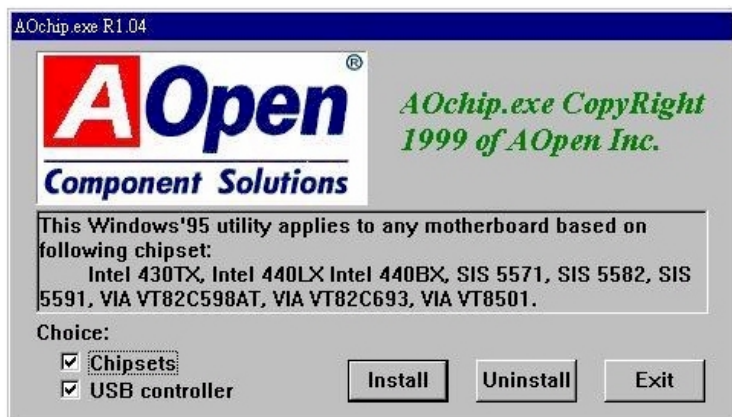 AOchip.exe R1.04
AOpen®
Component Solutions
AOchip.exe CopyRight
1999 of AOpen Inc.
This Windows'95 utility applies to any motherboard based on
following chipset:
Intel 430TX, Intel 440LX Intel 440BX, SIS 5571, SIS 5582, SIS
5591, VIA VT82C598AT, VIA VT82C693, VIA VT8501.
Choice:
Chipsets
USB controller
Install
Uninstall
Exit